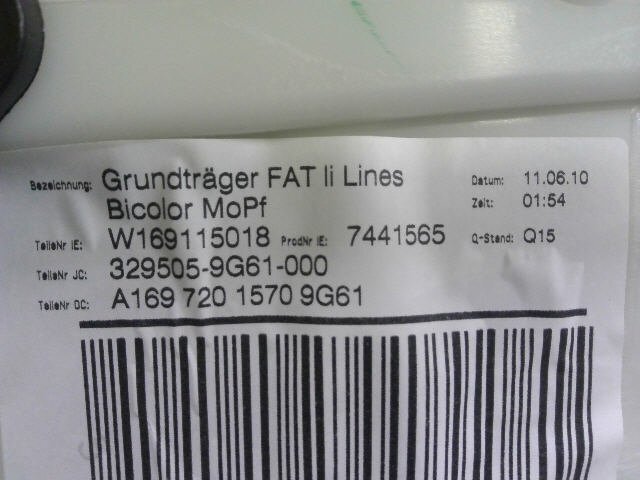 Bezeichnung: Grundträger FAT li Lines Datum: 11.06.10
Bicolor MoPf Zeit: 01:54
TeileNr IE: W169115018 ProdNr IE: 7441565 Q-Stand: Q15
TeileNr JC: 329505-9G61-000
TeileNr DC: A169 720 1570 9G61